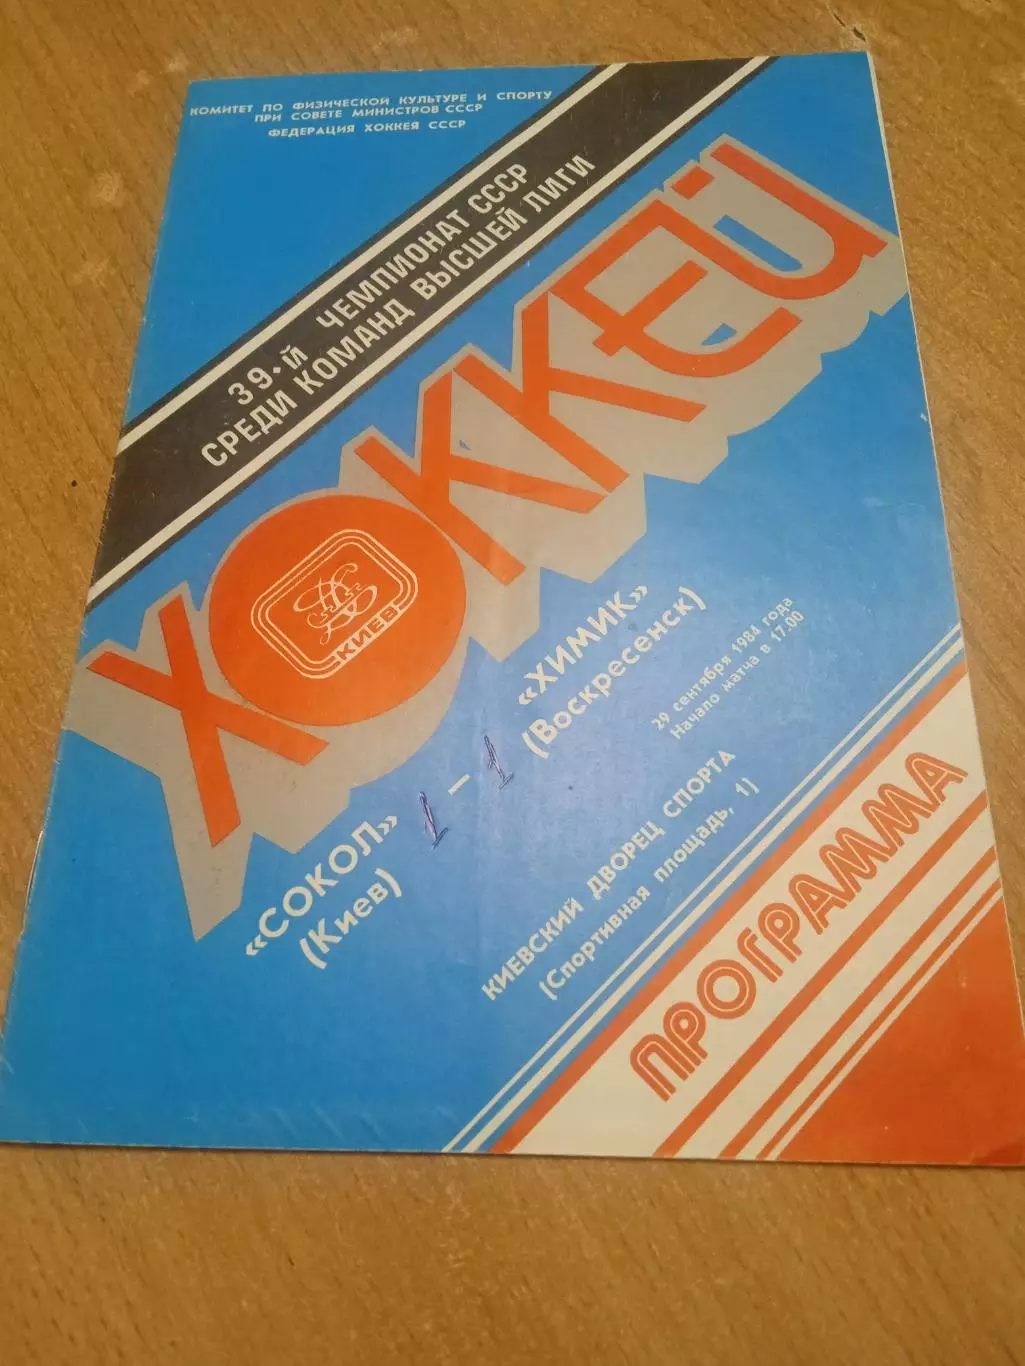 КОМИТЕТ ПО ФИЗИЧЕСКОЙ КУЛЬТУРЕ И СПОРТУ
ПРИ СОВЕТЕ МИНИСТРОВ СССР
ФЕДЕРАЦИЯ ХОККЕЯ СССР
39-й ЧЕМПИОНАТ СССР
СРЕДИ КОМАНД ВЫСШЕЙ ЛИГИ
ХОККЕЙ
КИЕВ
«СОКОЛ» 1 — 1 «ХИМИК»
(Киев) (Воскресенск)
29 сентября 1984 года
Начало матча в 17.00
КИЕВСКИЙ ДВОРЕЦ СПОРТА
(Спортивная площадь, 1)
ПРОГРАММА